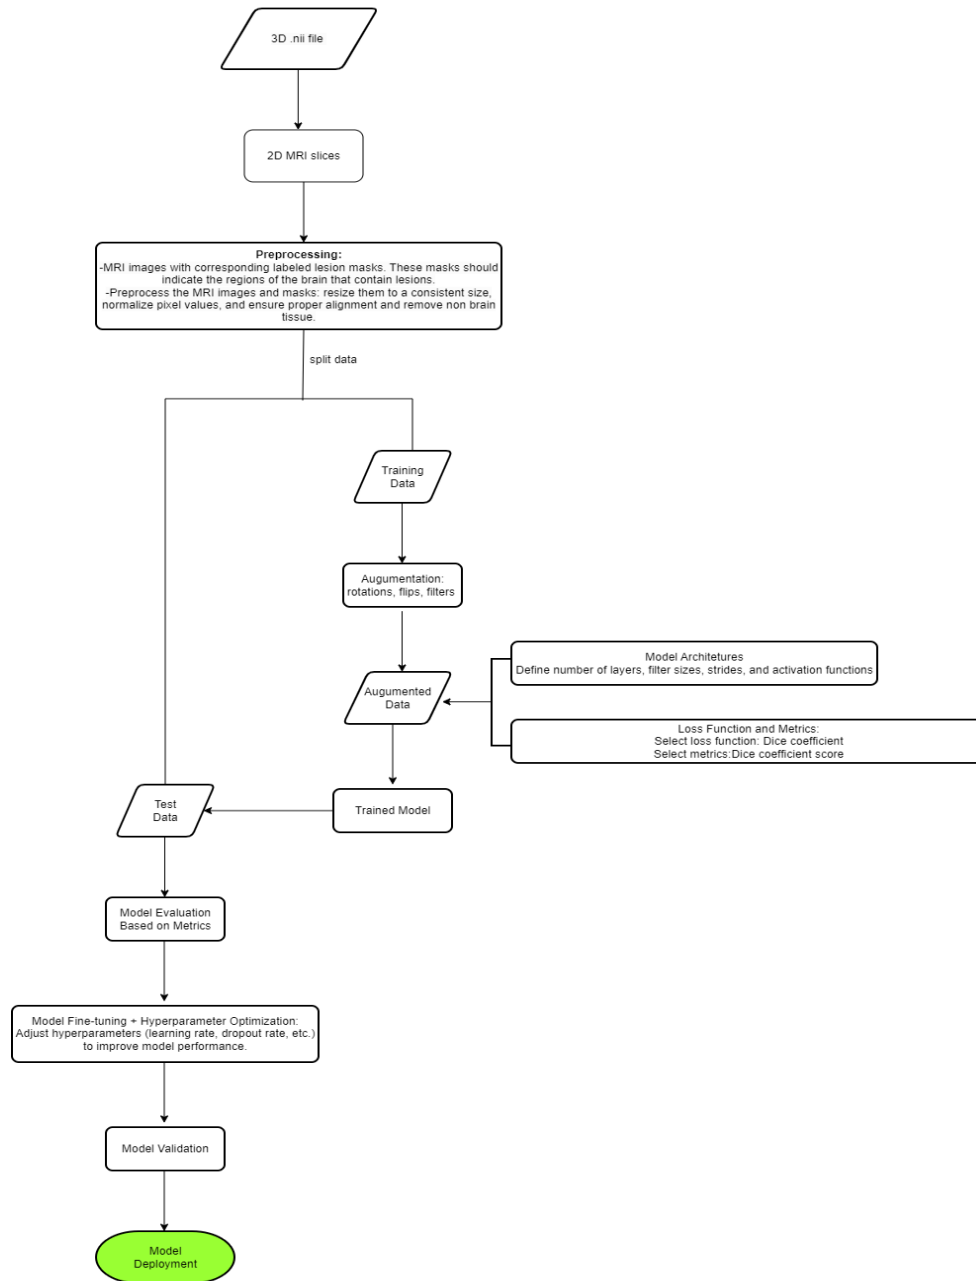 3D .nii file
2D MRI slices
Preprocessing:
-MRI images with corresponding labeled lesion masks. These masks should
indicate the regions of the brain that contain lesions.
-Preprocess the MRI images and masks: resize them to a consistent size,
normalize pixel values, and ensure proper alignment and remove non brain
tissue.
split data
Training
Data
Augumentation:
rotations, flips, filters
Model Architetures
Define number of layers, filter sizes, strides, and activation functions
Augumented
Data
Loss Function and Metrics:
Select loss function: Dice coefficient
Select metrics:Dice coefficient score
Trained Model
Test
Data
Model Evaluation
Based on Metrics
Model Fine-tuning + Hyperparameter Optimization:
Adjust hyperparameters (learning rate, dropout rate, etc.)
to improve model performance.
Model Validation
Model
Deployment